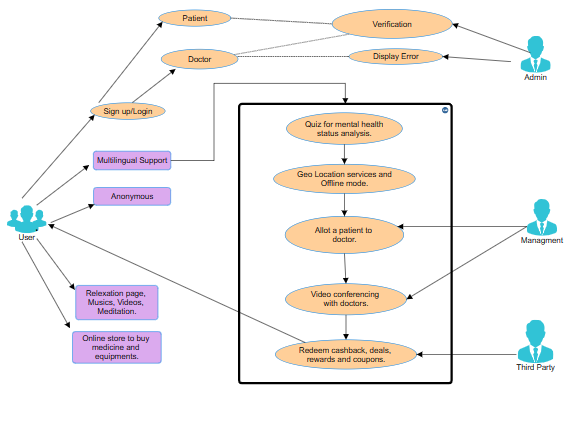 Patient
Verification
Doctor
Display Error
Admin
Sign up/Login
Quiz for mental health
status analysis.
Multilingual Support
Geo Location services and
Offline mode.
Anonymous
User
Allot a patient to
doctor.
Managment
Relexation page,
Musics, Videos,
Meditation.
Video conferencing
with doctors.
Online store to buy
medicine and
equipments.
Redeem cashback, deals,
rewards and coupons.
Third Party